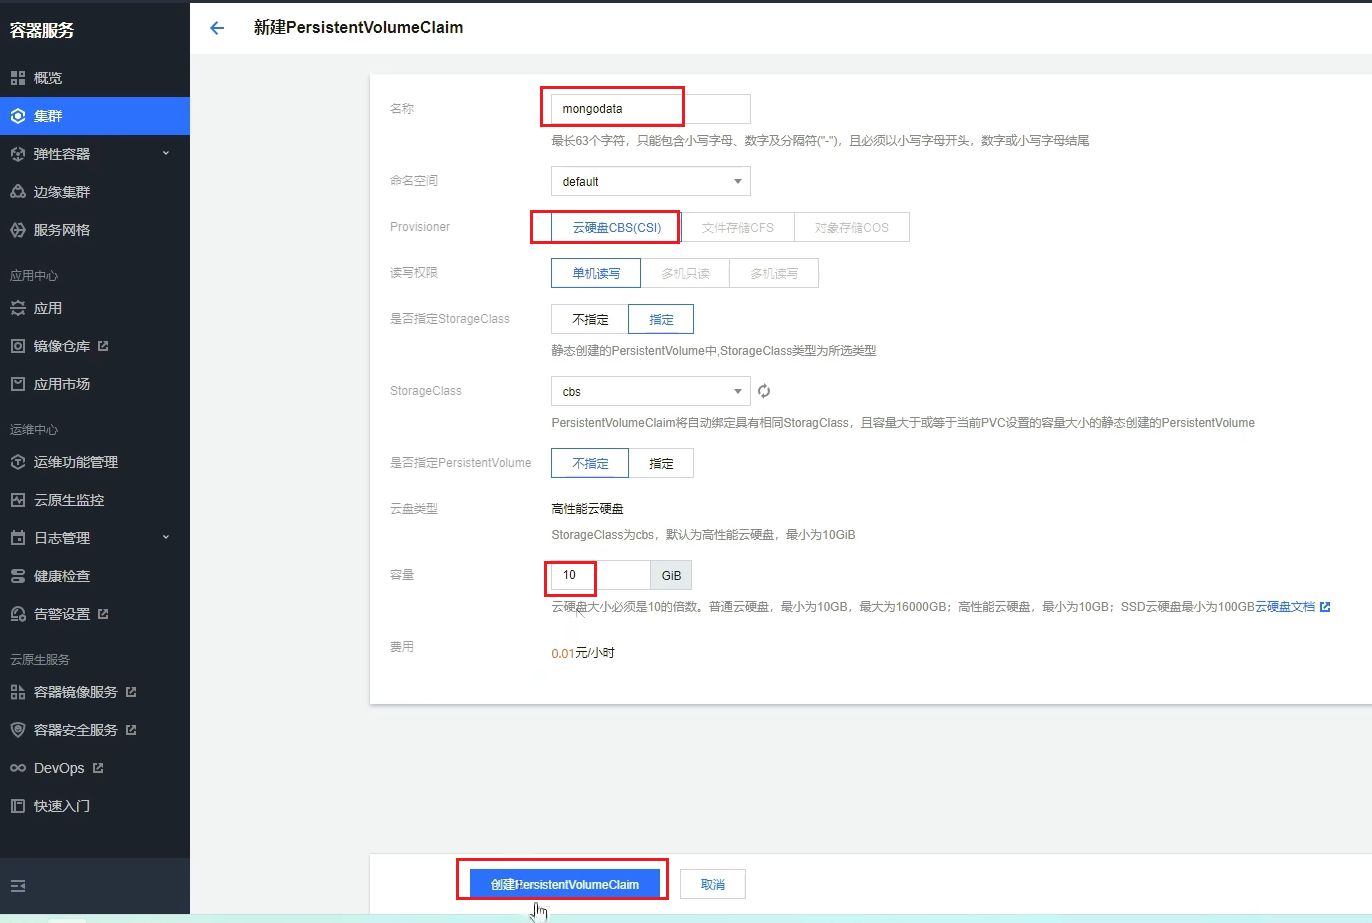 容器服务
概览
集群
弹性容器
边缘集群
服务网格
应用中心
应用
镜像仓库
应用市场
运维中心
运维功能管理
云原生监控
日志管理
健康检查
告警设置
云原生服务
容器镜像服务
容器安全服务
DevOps
快速入门
新建PersistentVolumeClaim
名称 mongodata
最长63个字符，只能包含小写字母、数字及分隔符("-")，且必须以小写字母开头，数字或小写字母结尾
命名空间 default
Provisioner 云硬盘CBS(CSI) 文件存储CFS 对象存储COS
读写权限 单机读写 多机只读 多机读写
是否指定StorageClass 不指定 指定
静态创建的PersistentVolume中,StorageClass类型为所选类型
StorageClass cbs
PersistentVolumeClaim将自动绑定具有相同StoragClass，且容量大于或等于当前PVC设置的容量大小的静态创建的PersistentVolume
是否指定PersistentVolume 不指定 指定
云盘类型 高性能云硬盘
StorageClass为cbs，默认为高性能云硬盘，最小为10GiB
容量 10 GiB
云硬盘大小必须是10的倍数。普通云硬盘，最小为10GB，最大为16000GB；高性能云硬盘，最小为10GB；SSD云硬盘最小为100GB云硬盘文档
费用 0.01元/小时
创建PersistentVolumeClaim 取消